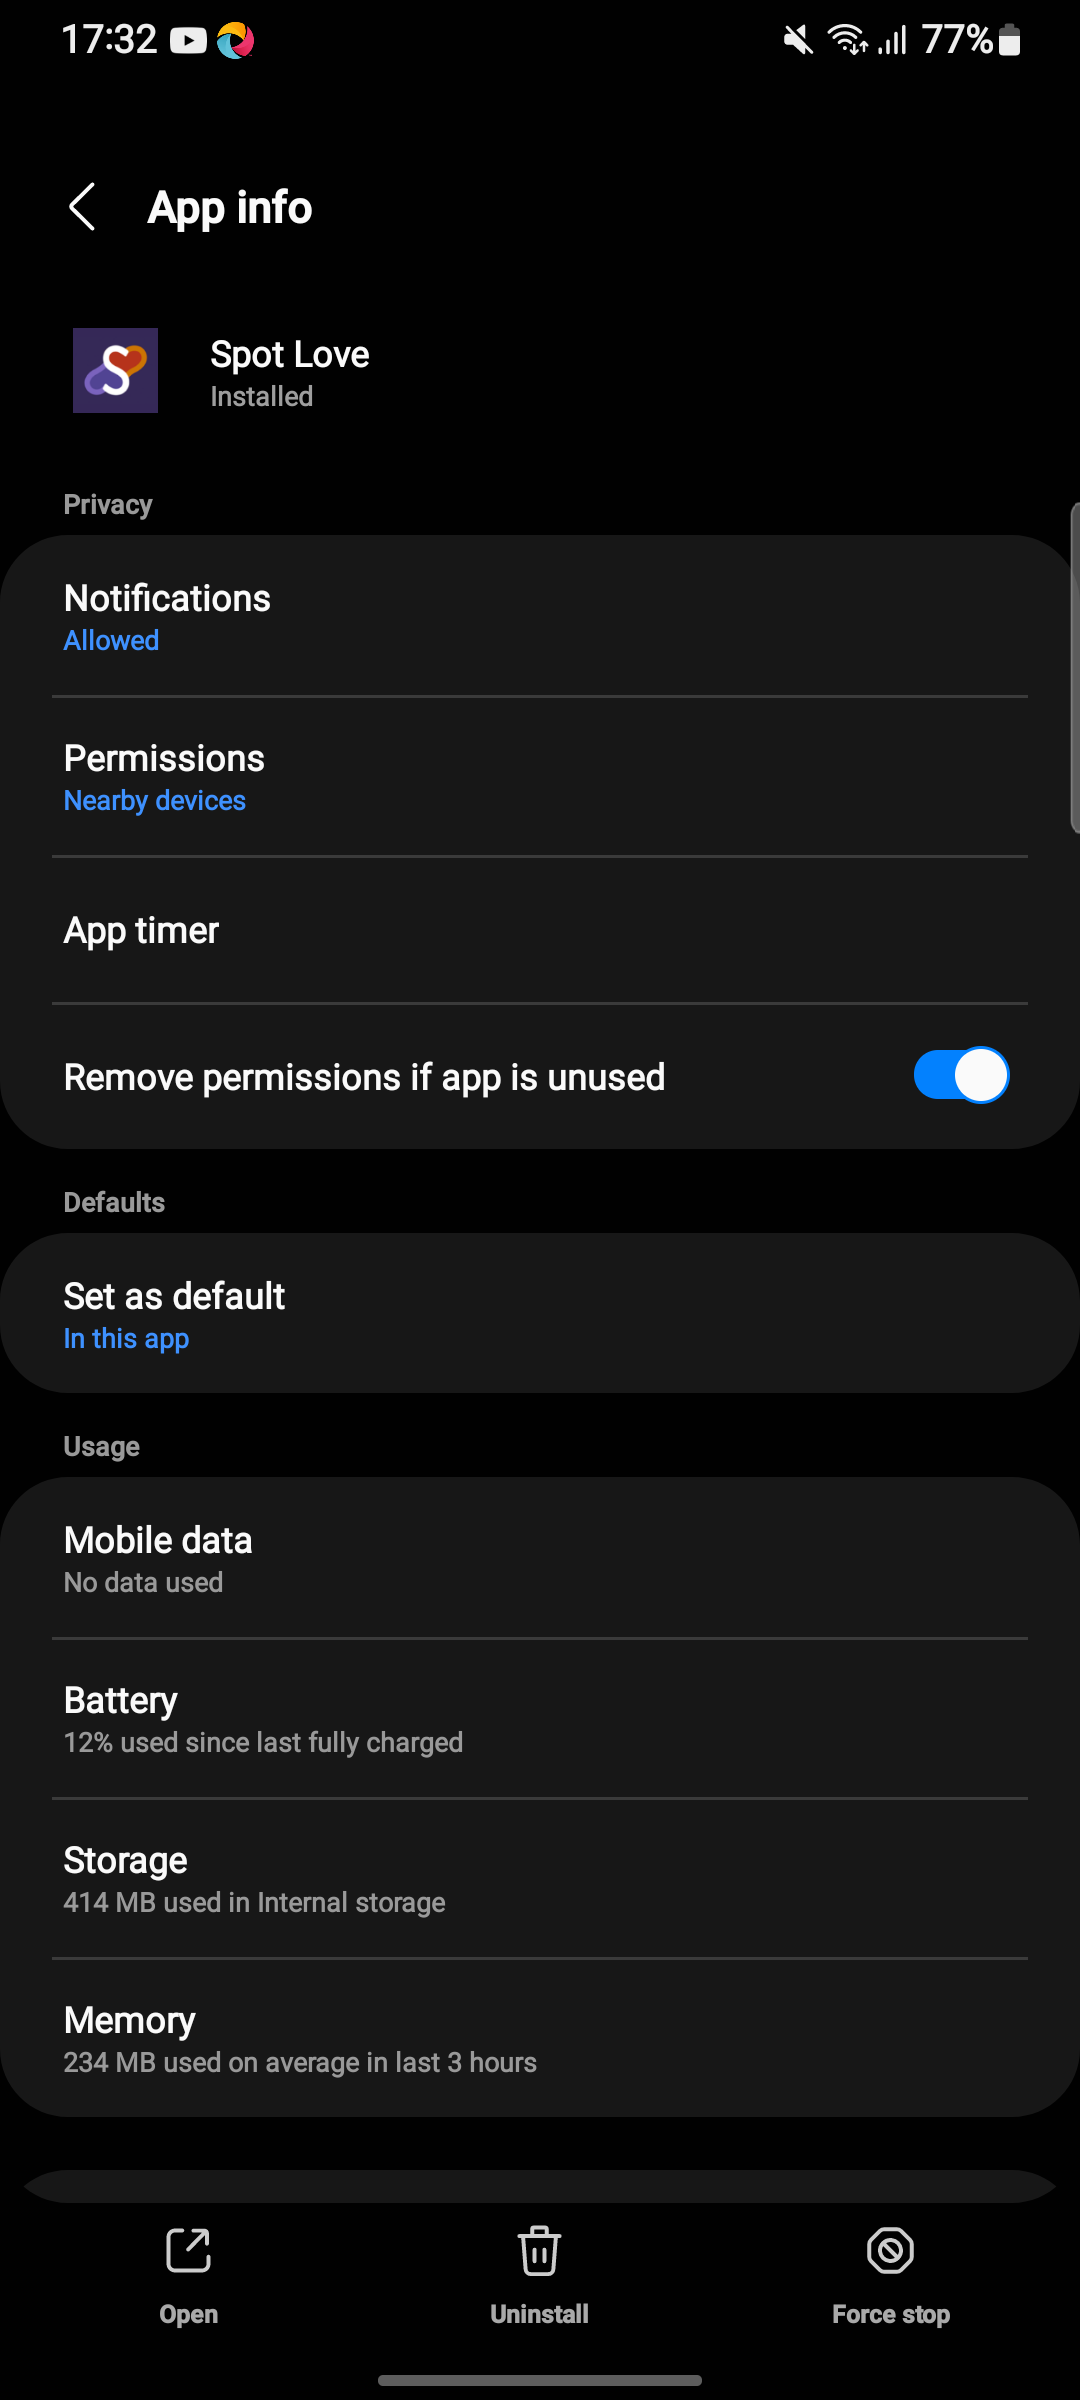 17:32 77%
App info
Spot Love
Installed
Privacy
Notifications
Allowed
Permissions
Nearby devices
App timer
Remove permissions if app is unused
Defaults
Set as default
In this app
Usage
Mobile data
No data used
Battery
12% used since last fully charged
Storage
414 MB used in Internal storage
Memory
234 MB used on average in last 3 hours
Open Uninstall Force stop